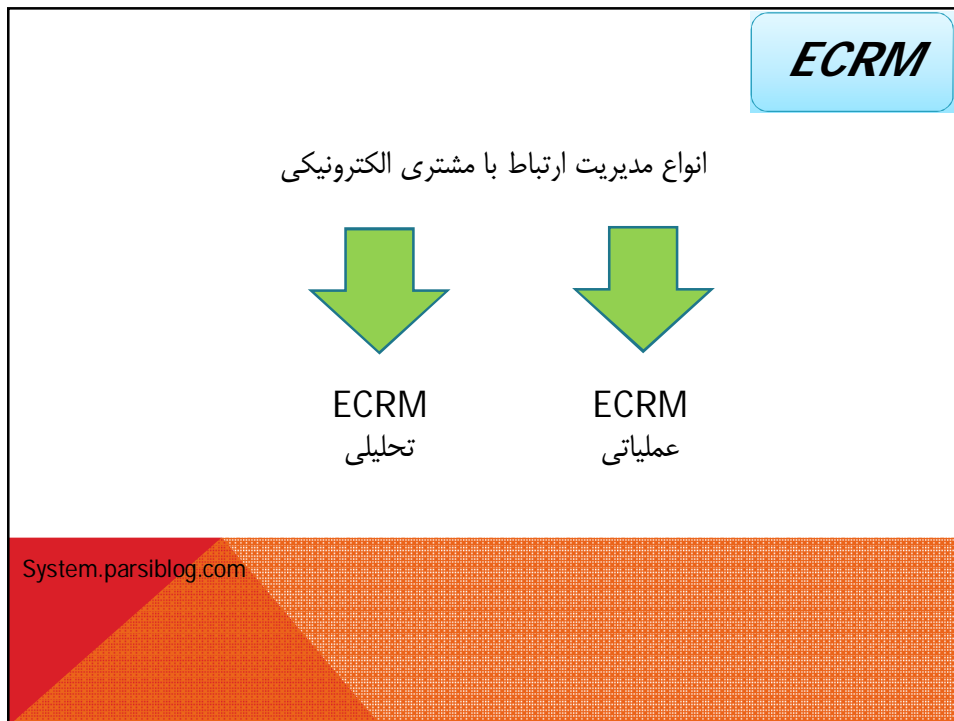 ECRM
انواع مدیریت ارتباط با مشتری الکترونیکی
ECRM
عملیاتی
ECRM
تحلیلی
System.parsiblog.com